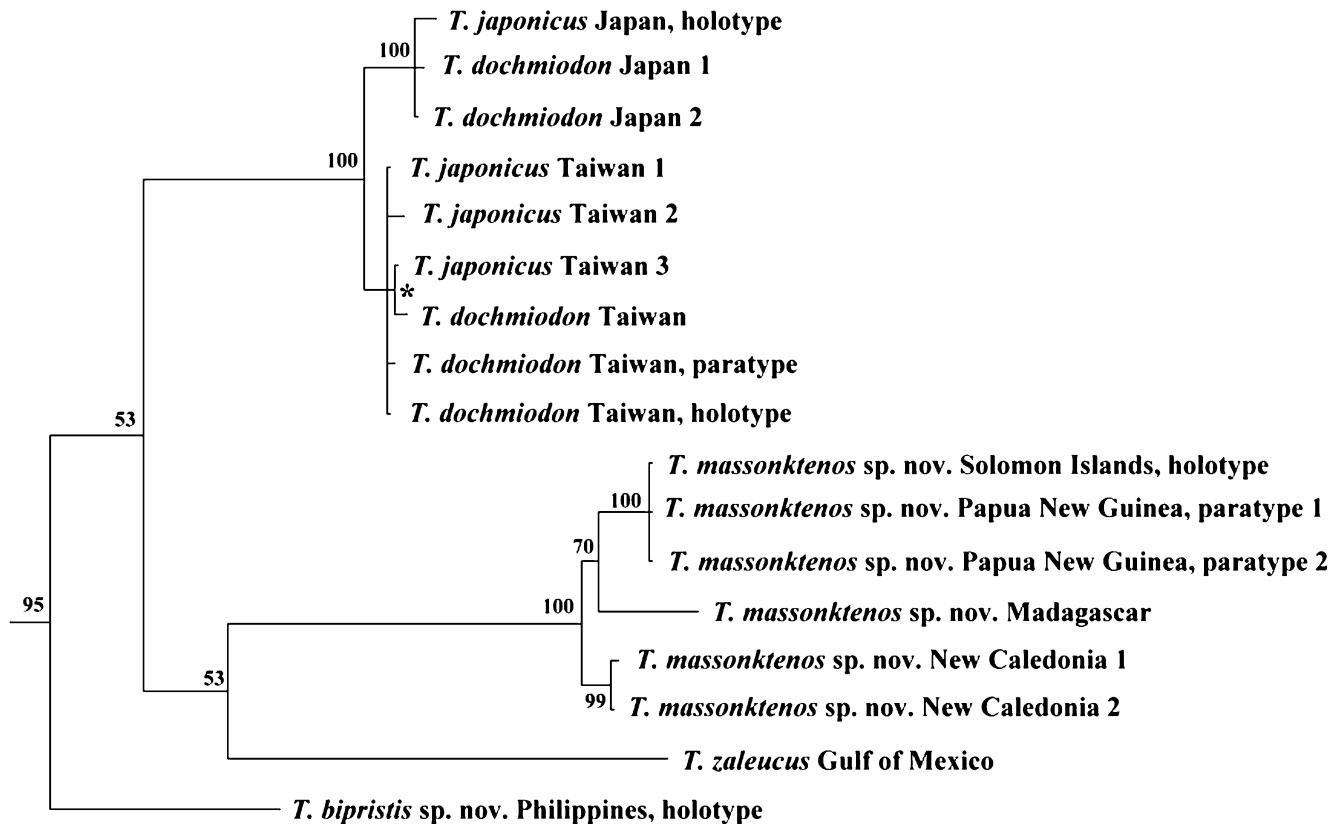 T. japonicus Japan, holotype
100
T. dochmiodon Japan 1
T. dochmiodon Japan 2
100
T. japonicus Taiwan 1
T. japonicus Taiwan 2
T. japonicus Taiwan 3
*
T. dochmiodon Taiwan
T. dochmiodon Taiwan, paratype
T. dochmiodon Taiwan, holotype
53
T. massonktenos sp. nov. Solomon Islands, holotype
100
T. massonktenos sp. nov. Papua New Guinea, paratype 1
70
T. massonktenos sp. nov. Papua New Guinea, paratype 2
95
100
T. massonktenos sp. nov. Madagascar
T. massonktenos sp. nov. New Caledonia 1
53
99
T. massonktenos sp. nov. New Caledonia 2
T. zaleucus Gulf of Mexico
T. bipristis sp. nov. Philippines, holotype